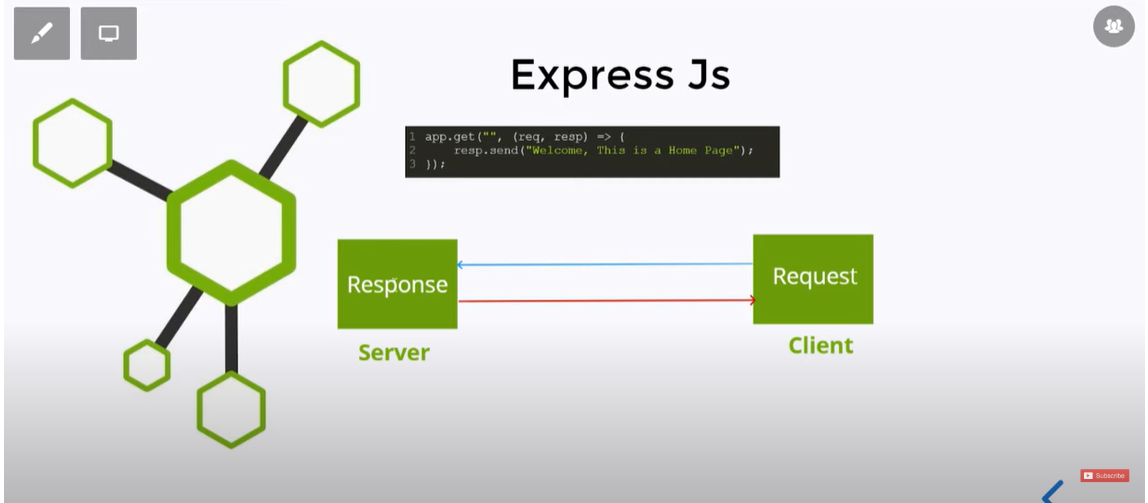 Express Js
1 app.get("", (req, resp) => {
2 resp.send("Welcome, This is a Home Page");
3 });
Response
Request
Server
Client
Subscribe